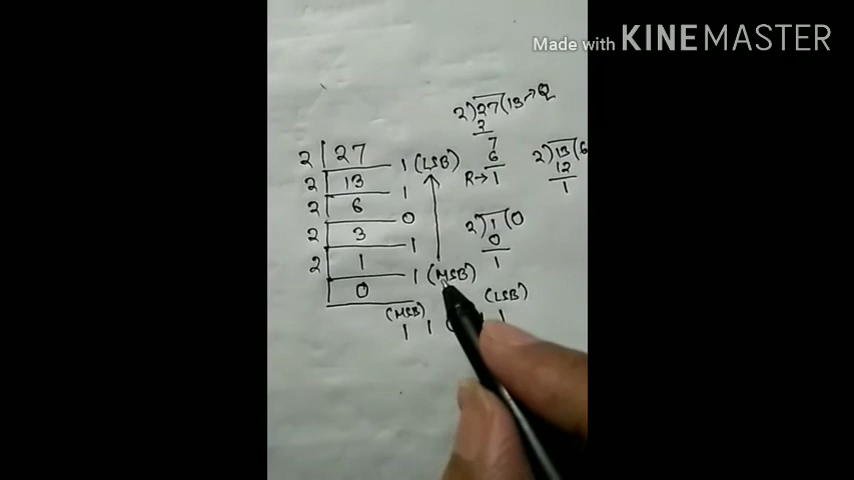 Made with KINEMASTER
2 27
1 (LSB)
2 13
1
2 6
0
2 3
1
2 1
1 (MSB)
0
(MSB) (LSB)
1 1 1
2)27(13→Q
2
7
6
R→1
2)13(6
12
1
2)1(0
0
1